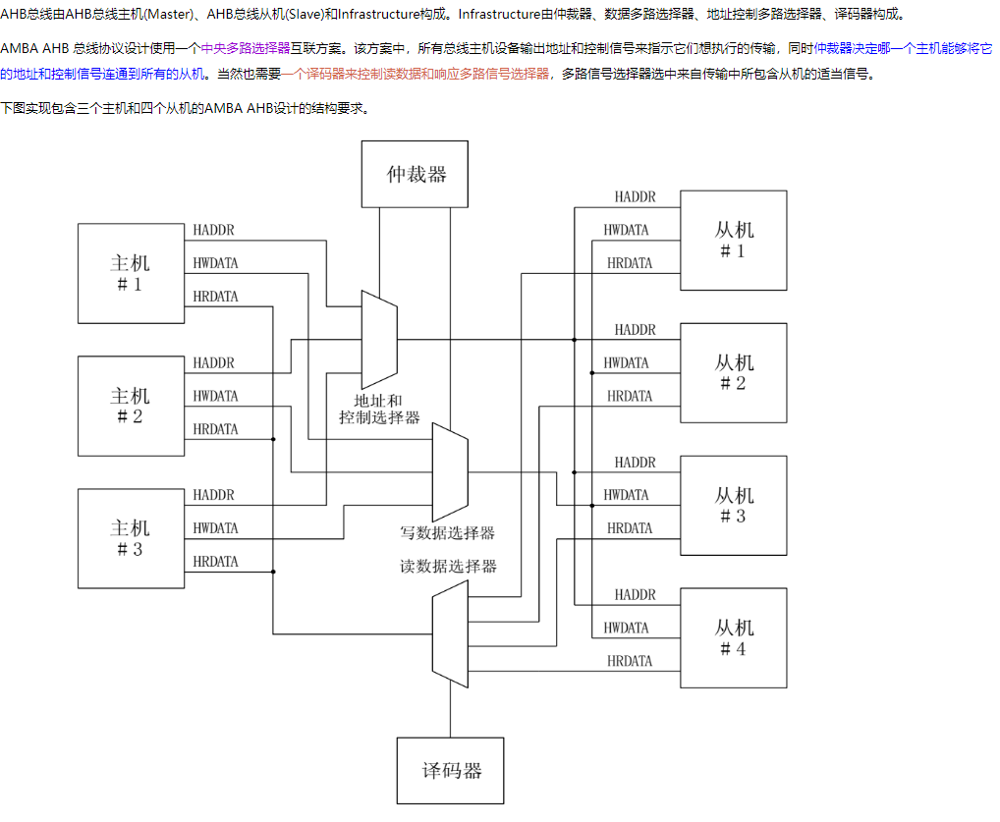 AHB总线由AHB总线主机(Master)、AHB总线从机(Slave)和Infrastructure构成。Infrastructure由仲裁器、数据多路选择器、地址控制多路选择器、译码器构成。
AMBA AHB 总线协议设计使用一个中央多路选择器互联方案。该方案中，所有总线主机设备输出地址和控制信号来指示它们想执行的传输，同时仲裁器决定哪一个主机能够将它
的地址和控制信号连通到所有的从机。当然也需要一个译码器来控制读数据和响应多路信号选择器，多路信号选择器选中来自传输中所包含从机的适当信号。
下图实现包含三个主机和四个从机的AMBA AHB设计的结构要求。
仲裁器
主机
#1
HADDR
HWDATA
HRDATA
主机
#2
HADDR
HWDATA
HRDATA
主机
#3
HADDR
HWDATA
HRDATA
地址和
控制选择器
写数据选择器
读数据选择器
译码器
HADDR
HWDATA
HRDATA
从机
#1
HADDR
HWDATA
HRDATA
从机
#2
HADDR
HWDATA
HRDATA
从机
#3
HADDR
HWDATA
HRDATA
从机
#4